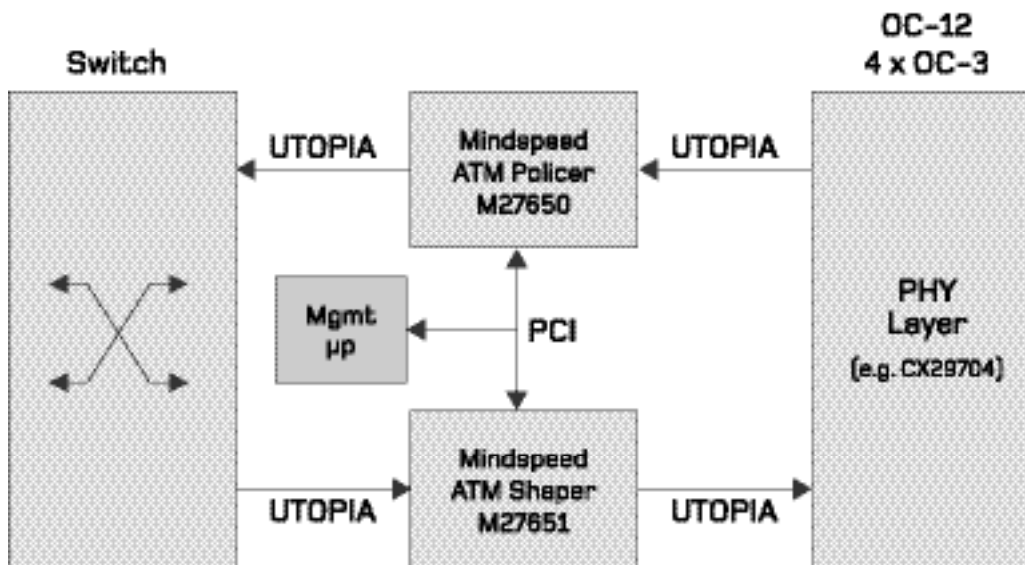 Switch
OC-12
4 x OC-3
UTOPIA
Mindspeed
ATM Policer
M27650
UTOPIA
Mgmt
µp
PCI
PHY
Layer
(e.g. CX29704)
UTOPIA
Mindspeed
ATM Shaper
M27651
UTOPIA